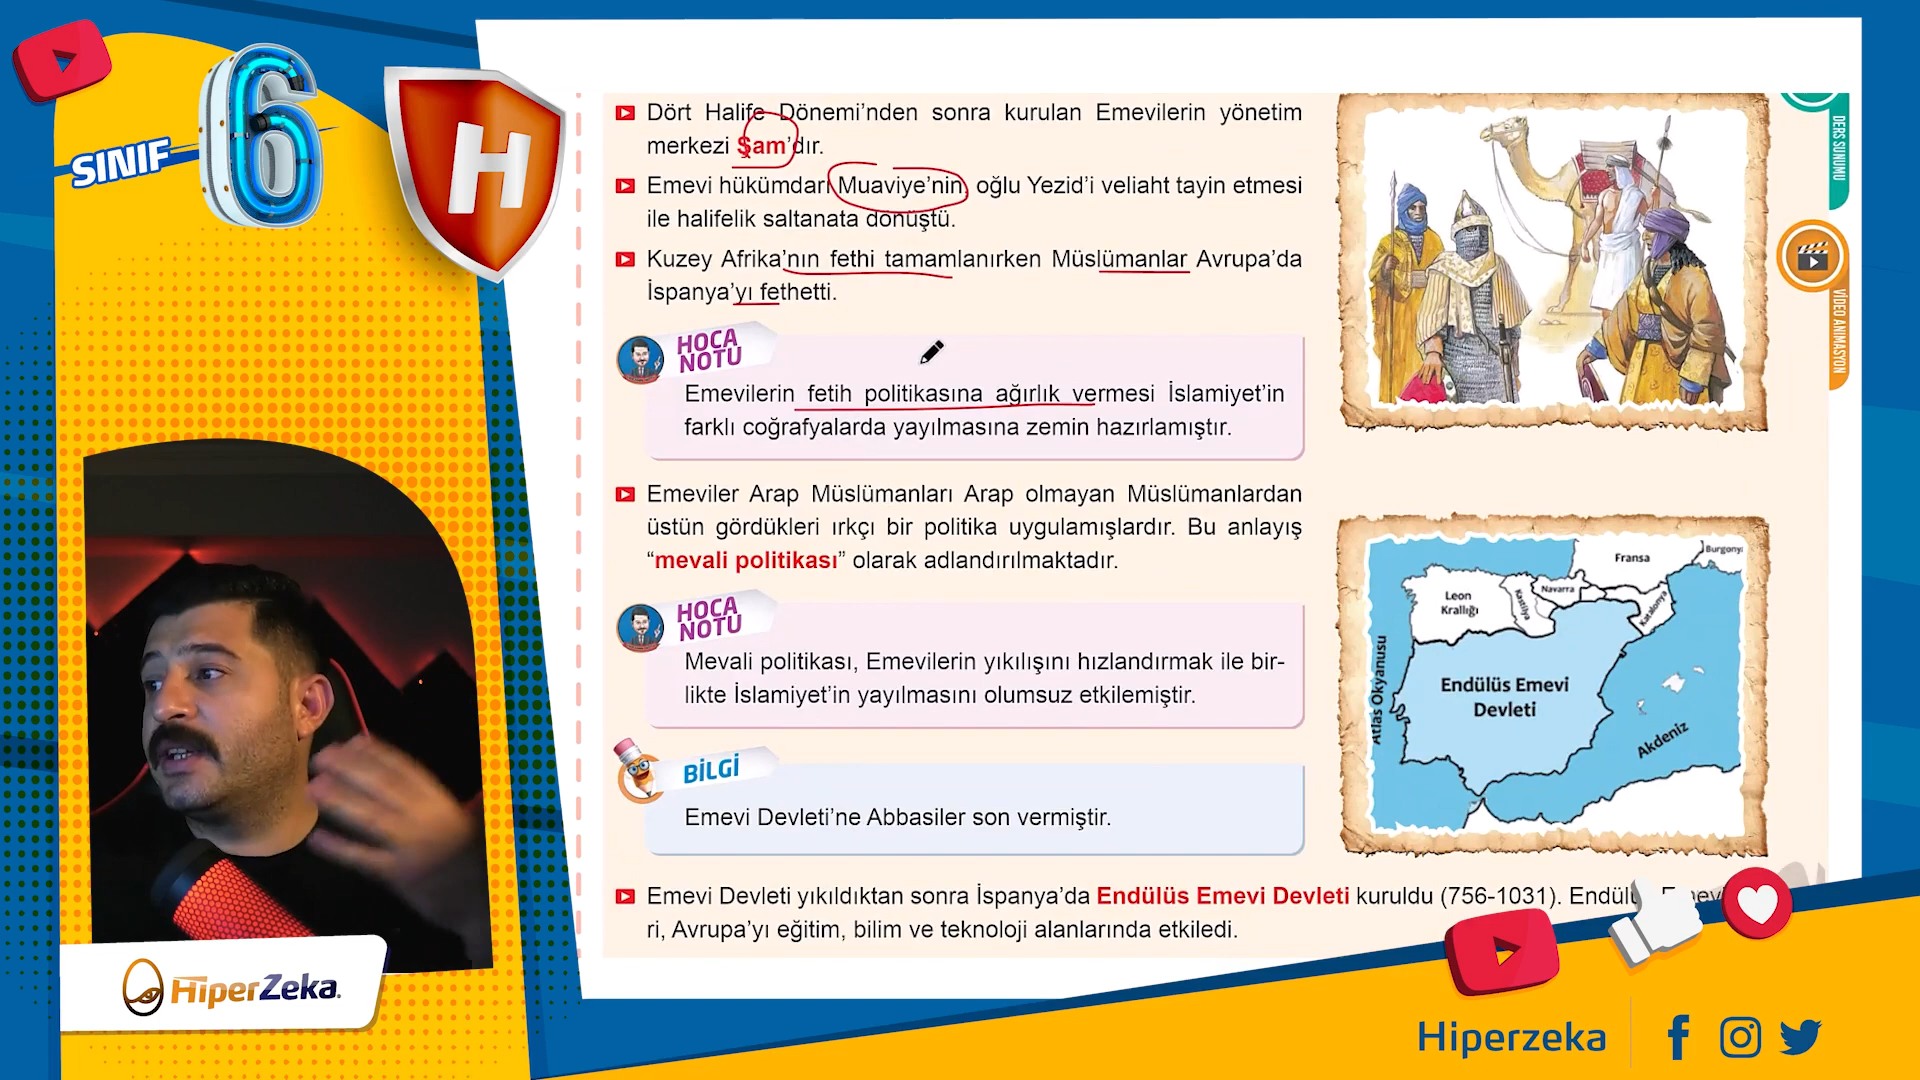 6
SINIF
H
Dört Halife Dönemi’nden sonra kurulan Emevilerin yönetim
merkezi Şam’dır.
Emevi hükümdarı Muaviye’nin, oğlu Yezid’i veliaht tayin etmesi
ile halifelik saltanata dönüştü.
Kuzey Afrika’nın fethi tamamlanırken Müslümanlar Avrupa’da
İspanya’yı fethetti.
HOCA
NOTU
Emevilerin fetih politikasına ağırlık vermesi İslamiyet’in
farklı coğrafyalarda yayılmasına zemin hazırlamıştır.
Emeviler Arap Müslümanları Arap olmayan Müslümanlardan
üstün gördükleri ırkçı bir politika uygulamışlardır. Bu anlayış
“mevali politikası” olarak adlandırılmaktadır.
HOCA
NOTU
Mevali politikası, Emevilerin yıkılışını hızlandırmak ile bir-
likte İslamiyet’in yayılmasını olumsuz etkilemiştir.
BİLGİ
Emevi Devleti’ne Abbasiler son vermiştir.
Emevi Devleti yıkıldıktan sonra İspanya’da Endülüs Emevi Devleti kuruldu (756-1031).
ri, Avrupa’yı eğitim, bilim ve teknoloji alanlarında etkiledi.
DERS SUNUMU
VİDEO ANİMASYON
Fransa
Burgony
Leon
Krallığı
Kastilya
Navarra
Katalonya
Endülüs Emevi
Devleti
Atlas Okyanusu
Akdeniz
HiperZeka.
Hiperzeka